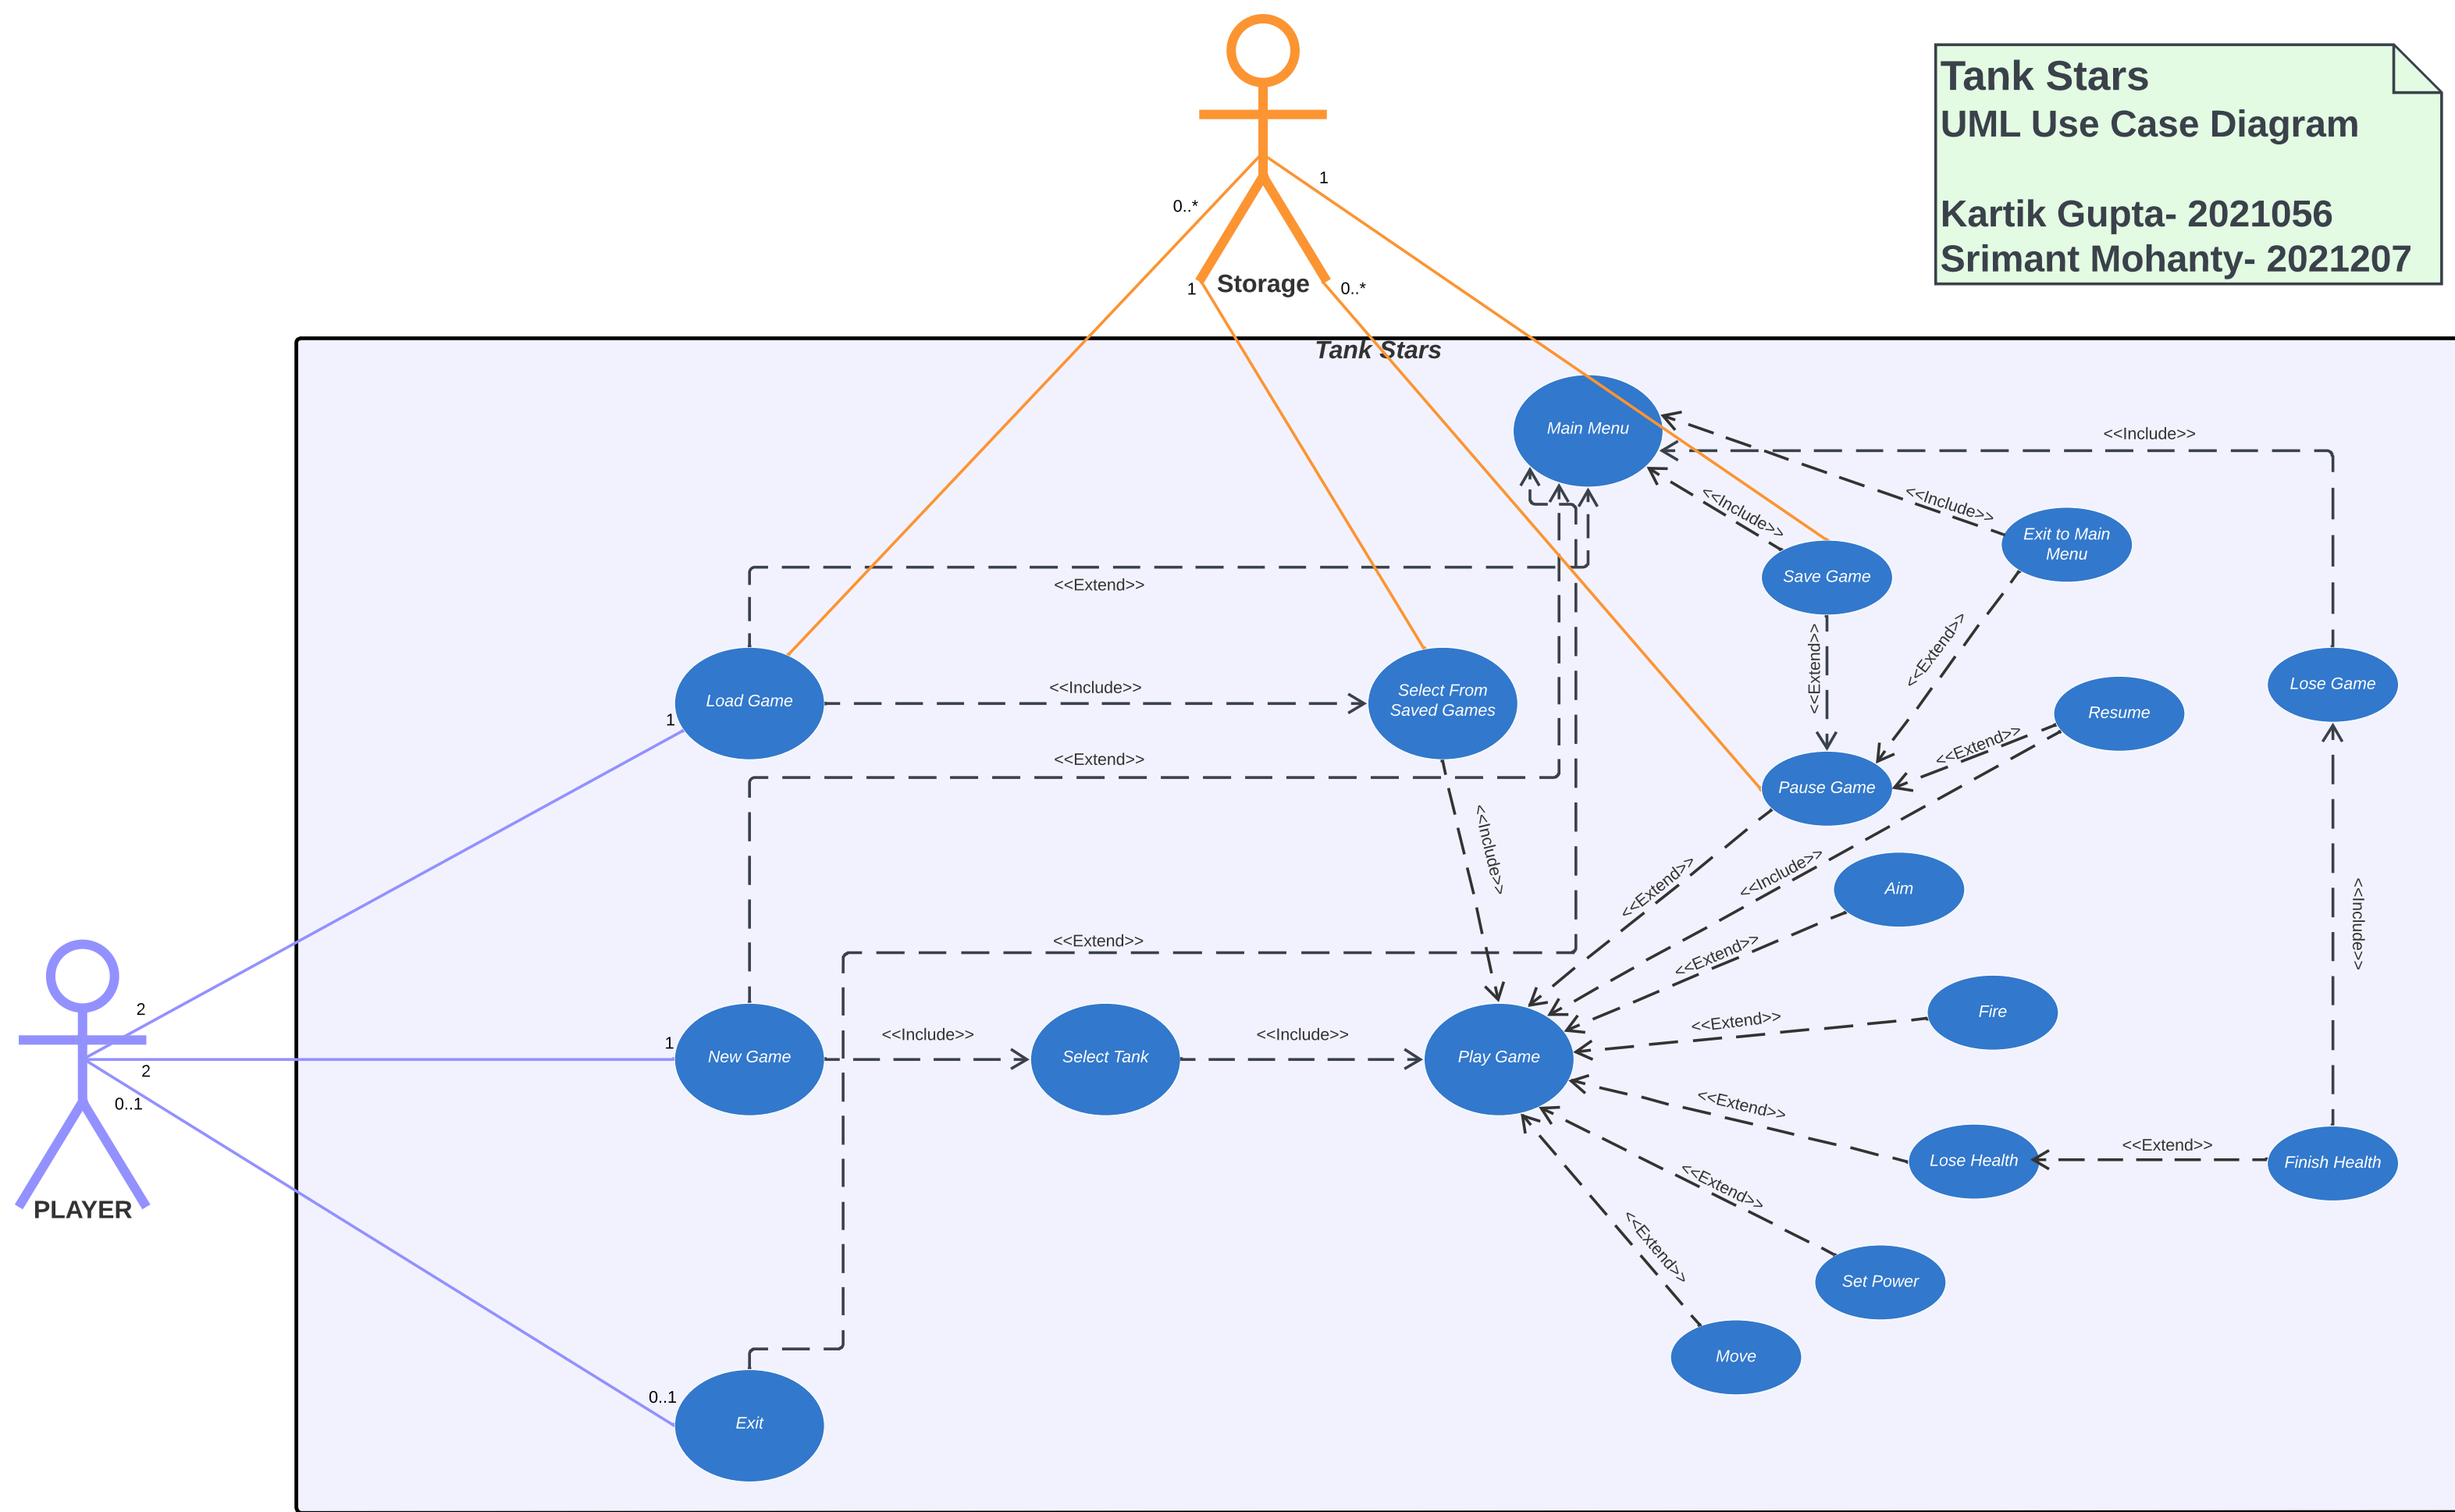 Tank Stars
UML Use Case Diagram
Kartik Gupta- 2021056
Srimant Mohanty- 2021207
1
0..*
Storage
1
0..*
Tank Stars
Main Menu
<<Include>>
<<Include>>
<<Include>>
Exit to Main
Menu
Save Game
<<Extend>>
<<Extend>>
<<Extend>>
Load Game
<<Include>>
Select From
Saved Games
Lose Game
Resume
1
<<Extend>>
<<Extend>>
Pause Game
<<Include>>
<<Extend>>
<<Include>>
Aim
<<Include>>
<<Extend>>
<<Extend>>
2
Fire
<<Extend>>
1
New Game
<<Include>>
Select Tank
<<Include>>
Play Game
2
0..1
<<Extend>>
Lose Health
<<Extend>>
Finish Health
<<Extend>>
PLAYER
<<Extend>>
Set Power
Move
0..1
Exit